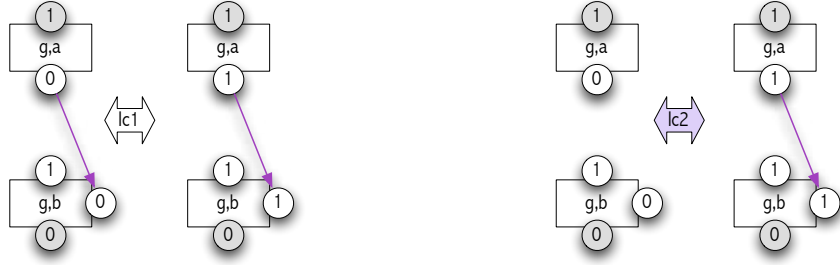 1 1 1 1
g,a g,a g,a g,a
0 1 0 1
lc1 lc2
1 1 1 1
g,b 0 g,b 1 g,b 0 g,b 1
0 0 0 0